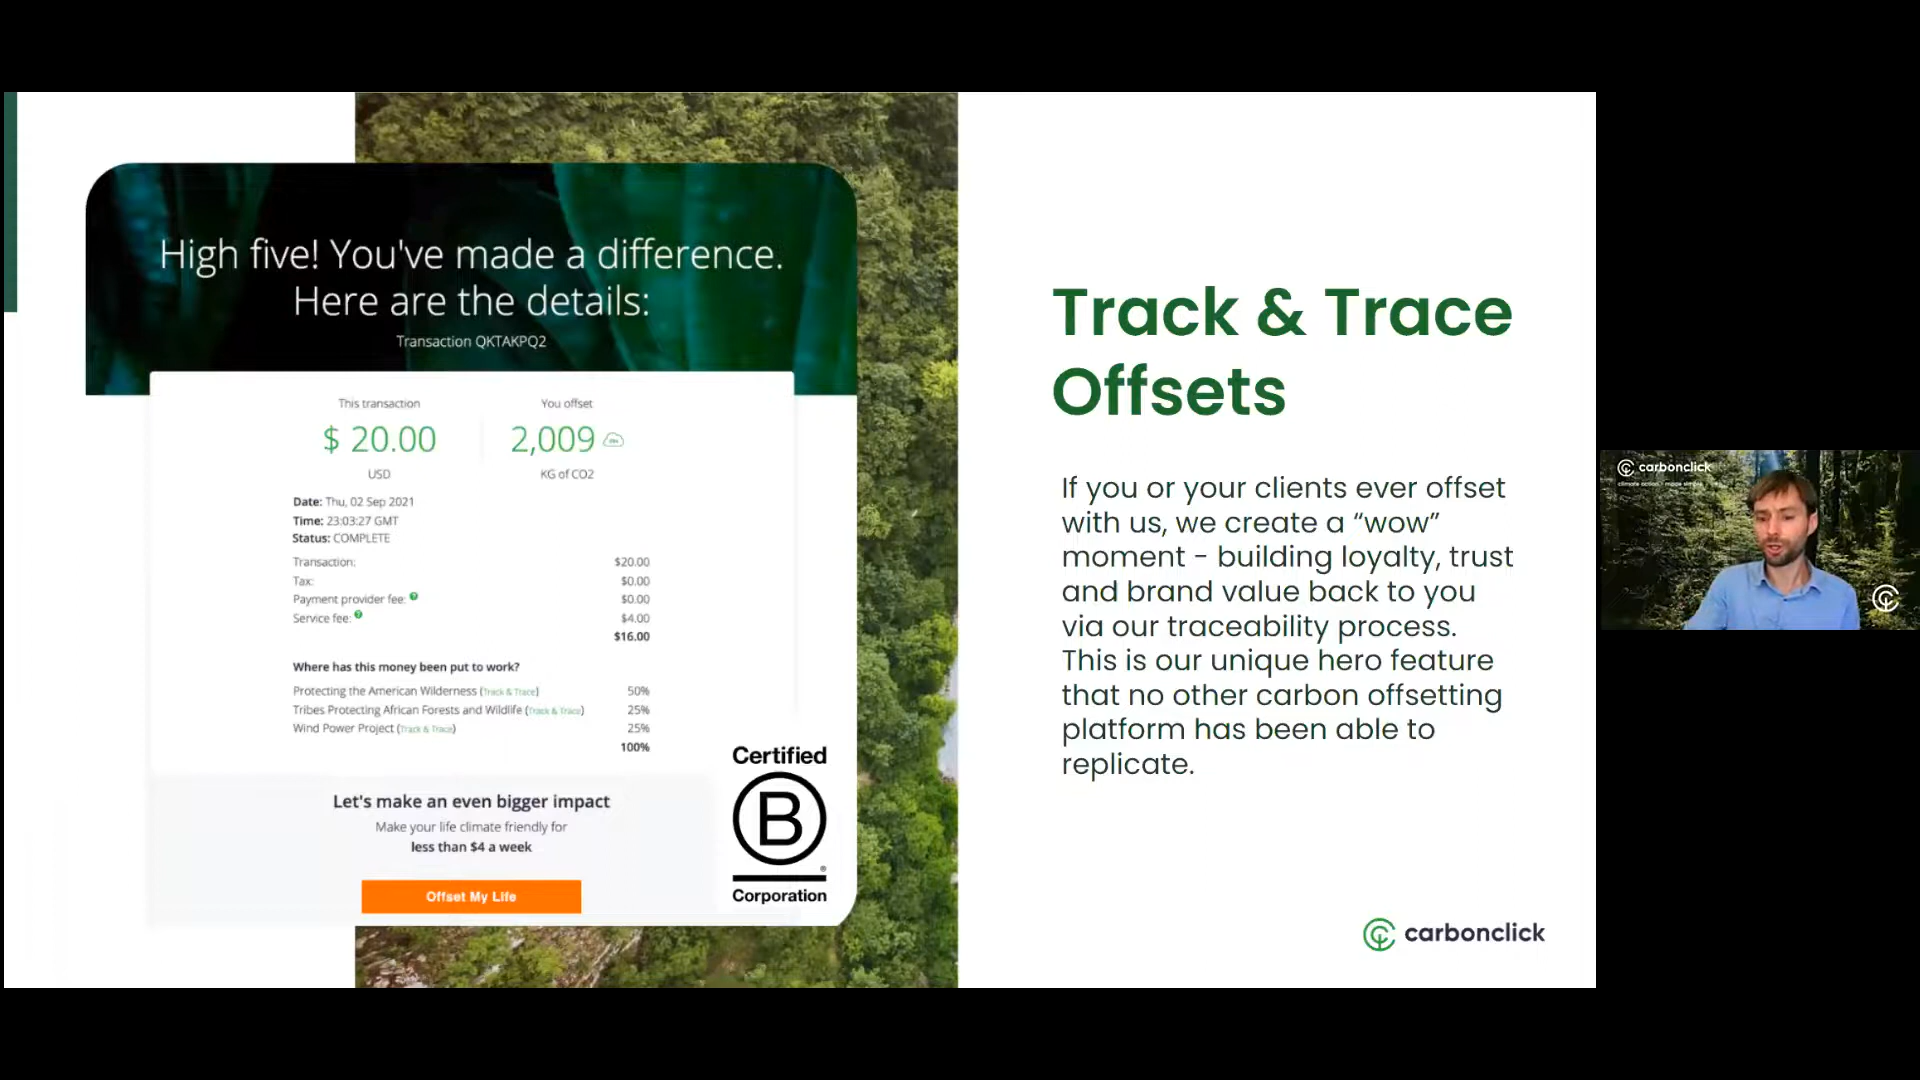 High five! You've made a difference.
Here are the details:
Transaction QKTAKPQ2
This transaction
$ 20.00
USD
You offset
2,009
KG of CO2
Date: Thu, 02 Sep 2021
Time: 23:03:27 GMT
Status: COMPLETE
Transaction: $20.00
Tax: $0.00
Payment provider fee: $0.00
Service fee: $4.00
$16.00
Where has this money been put to work?
Protecting the American Wilderness (Track & Trace) 50%
Tribes Protecting African Forests and Wildlife (Track & Trace) 25%
Wind Power Project (Track & Trace) 25%
100%
Let's make an even bigger impact
Make your life climate friendly for
less than $4 a week
Offset My Life
Certified
B
®
Corporation
Track & Trace
Offsets
If you or your clients ever offset
with us, we create a “wow”
moment - building loyalty, trust
and brand value back to you
via our traceability process.
This is our unique hero feature
that no other carbon offsetting
platform has been able to
replicate.
carbonclick
carbonclick
climate action made simple